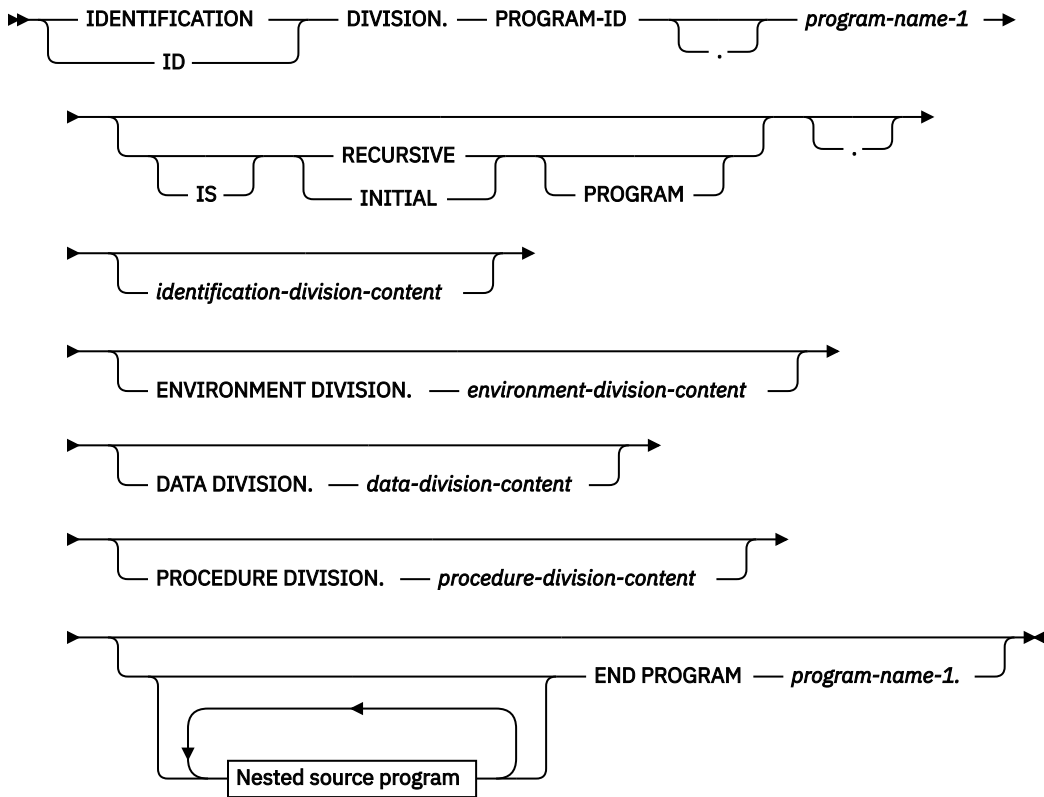 IDENTIFICATION DIVISION. PROGRAM-ID program-name-1
ID .
RECURSIVE .
IS INITIAL PROGRAM
identification-division-content
ENVIRONMENT DIVISION. environment-division-content
DATA DIVISION. data-division-content
PROCEDURE DIVISION. procedure-division-content
END PROGRAM program-name-1.
Nested source program